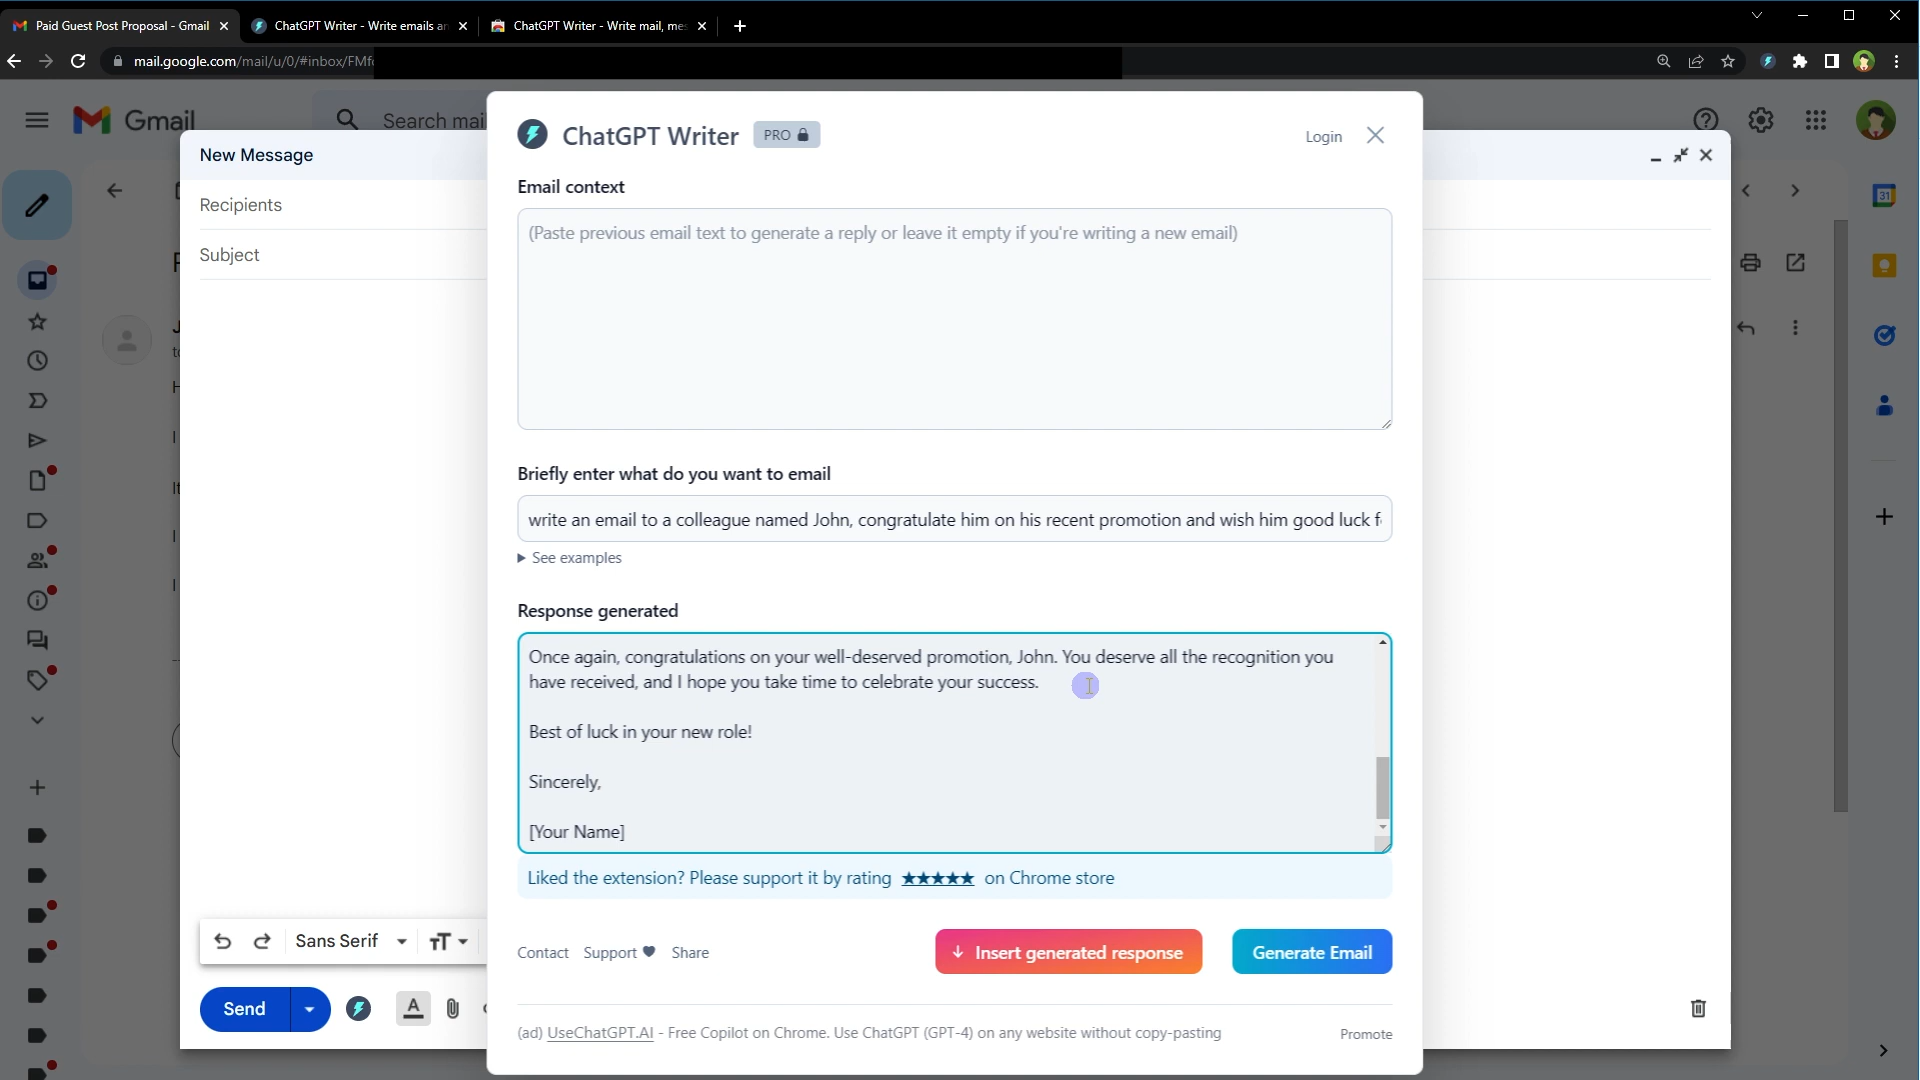 Paid Guest Post Proposal - Gmail
ChatGPT Writer - Write emails an
ChatGPT Writer - Write mail, mes
mail.google.com/mail/u/0/#inbox/FMf
Gmail
Search mail
New Message
Recipients
Subject
ChatGPT Writer
PRO
Login
Email context
(Paste previous email text to generate a reply or leave it empty if you're writing a new email)
Briefly enter what do you want to email
write an email to a colleague named John, congratulate him on his recent promotion and wish him good luck f
See examples
Response generated
Once again, congratulations on your well-deserved promotion, John. You deserve all the recognition you
have received, and I hope you take time to celebrate your success.
Best of luck in your new role!
Sincerely,
[Your Name]
Liked the extension? Please support it by rating ★★★★★ on Chrome store
Contact Support Share
Insert generated response
Generate Email
(ad) UseChatGPT.AI - Free Copilot on Chrome. Use ChatGPT (GPT-4) on any website without copy-pasting
Promote
Sans Serif
Send
31